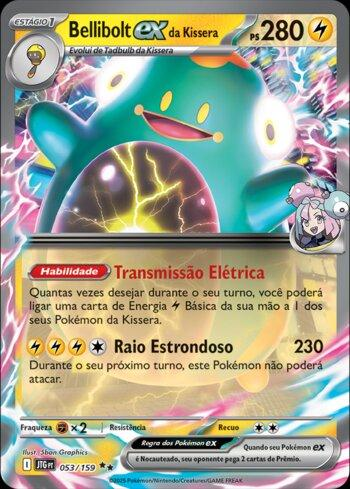 ESTÁGIO 1
Bellibolt ex da Kissera PS 280
Evolui de Tadbulb da Kissera
Habilidade Transmissão Elétrica
Quantas vezes desejar durante o seu turno, você poderá
ligar uma carta de Energia Básica da sua mão a 1 dos
seus Pokémon da Kissera.
Raio Estrondoso 230
Durante o seu próximo turno, este Pokémon não poderá
atacar.
Fraqueza ×2 Resistência Recuo
Ilust. 5ban Graphics
Regra dos Pokémon ex
Quando seu Pokémon ex
é Nocauteado, seu oponente pega 2 cartas de Prêmio.
I JTG PT 053/159
©2025 Pokémon/Nintendo/Creatures/GAME FREAK